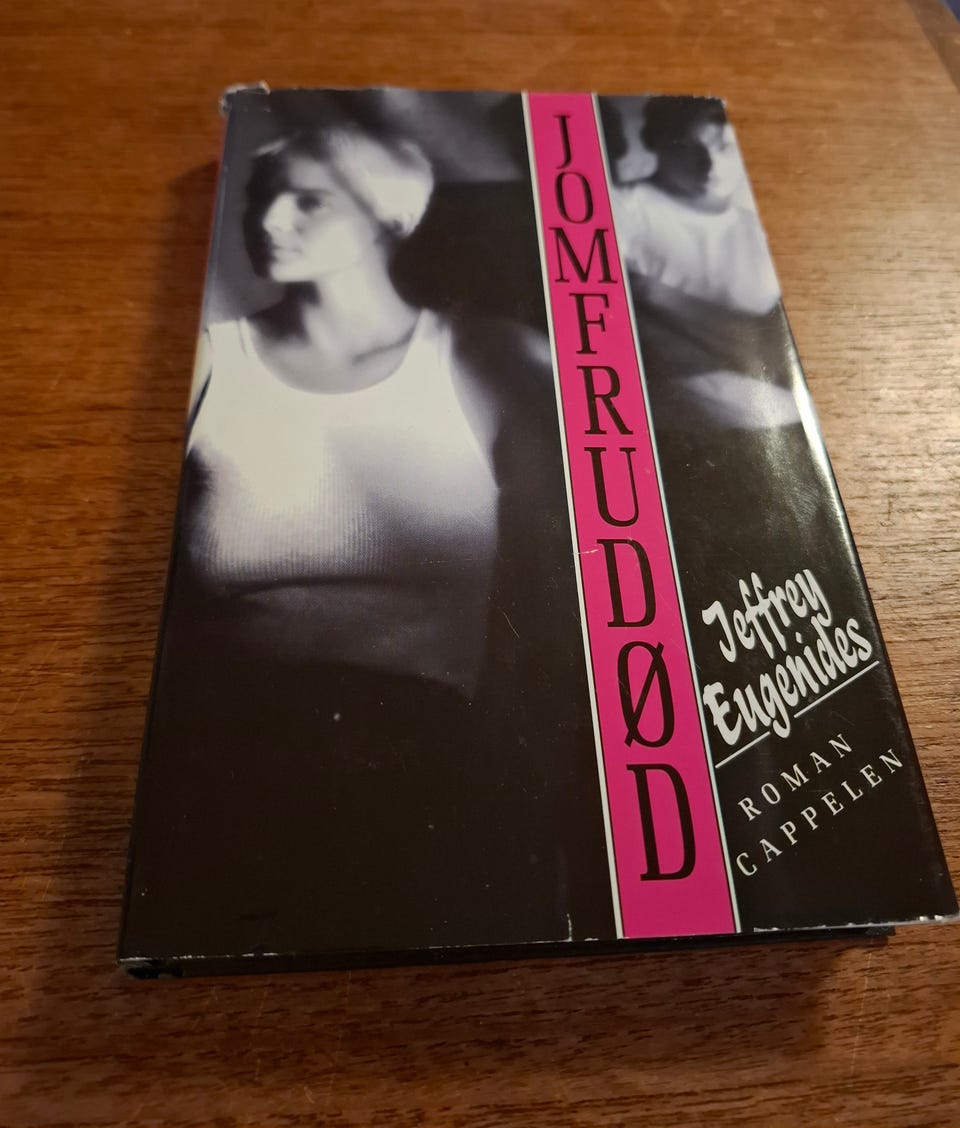 JOMFRUDØD
Jeffrey
Eugenides
ROMAN
CAPPELEN